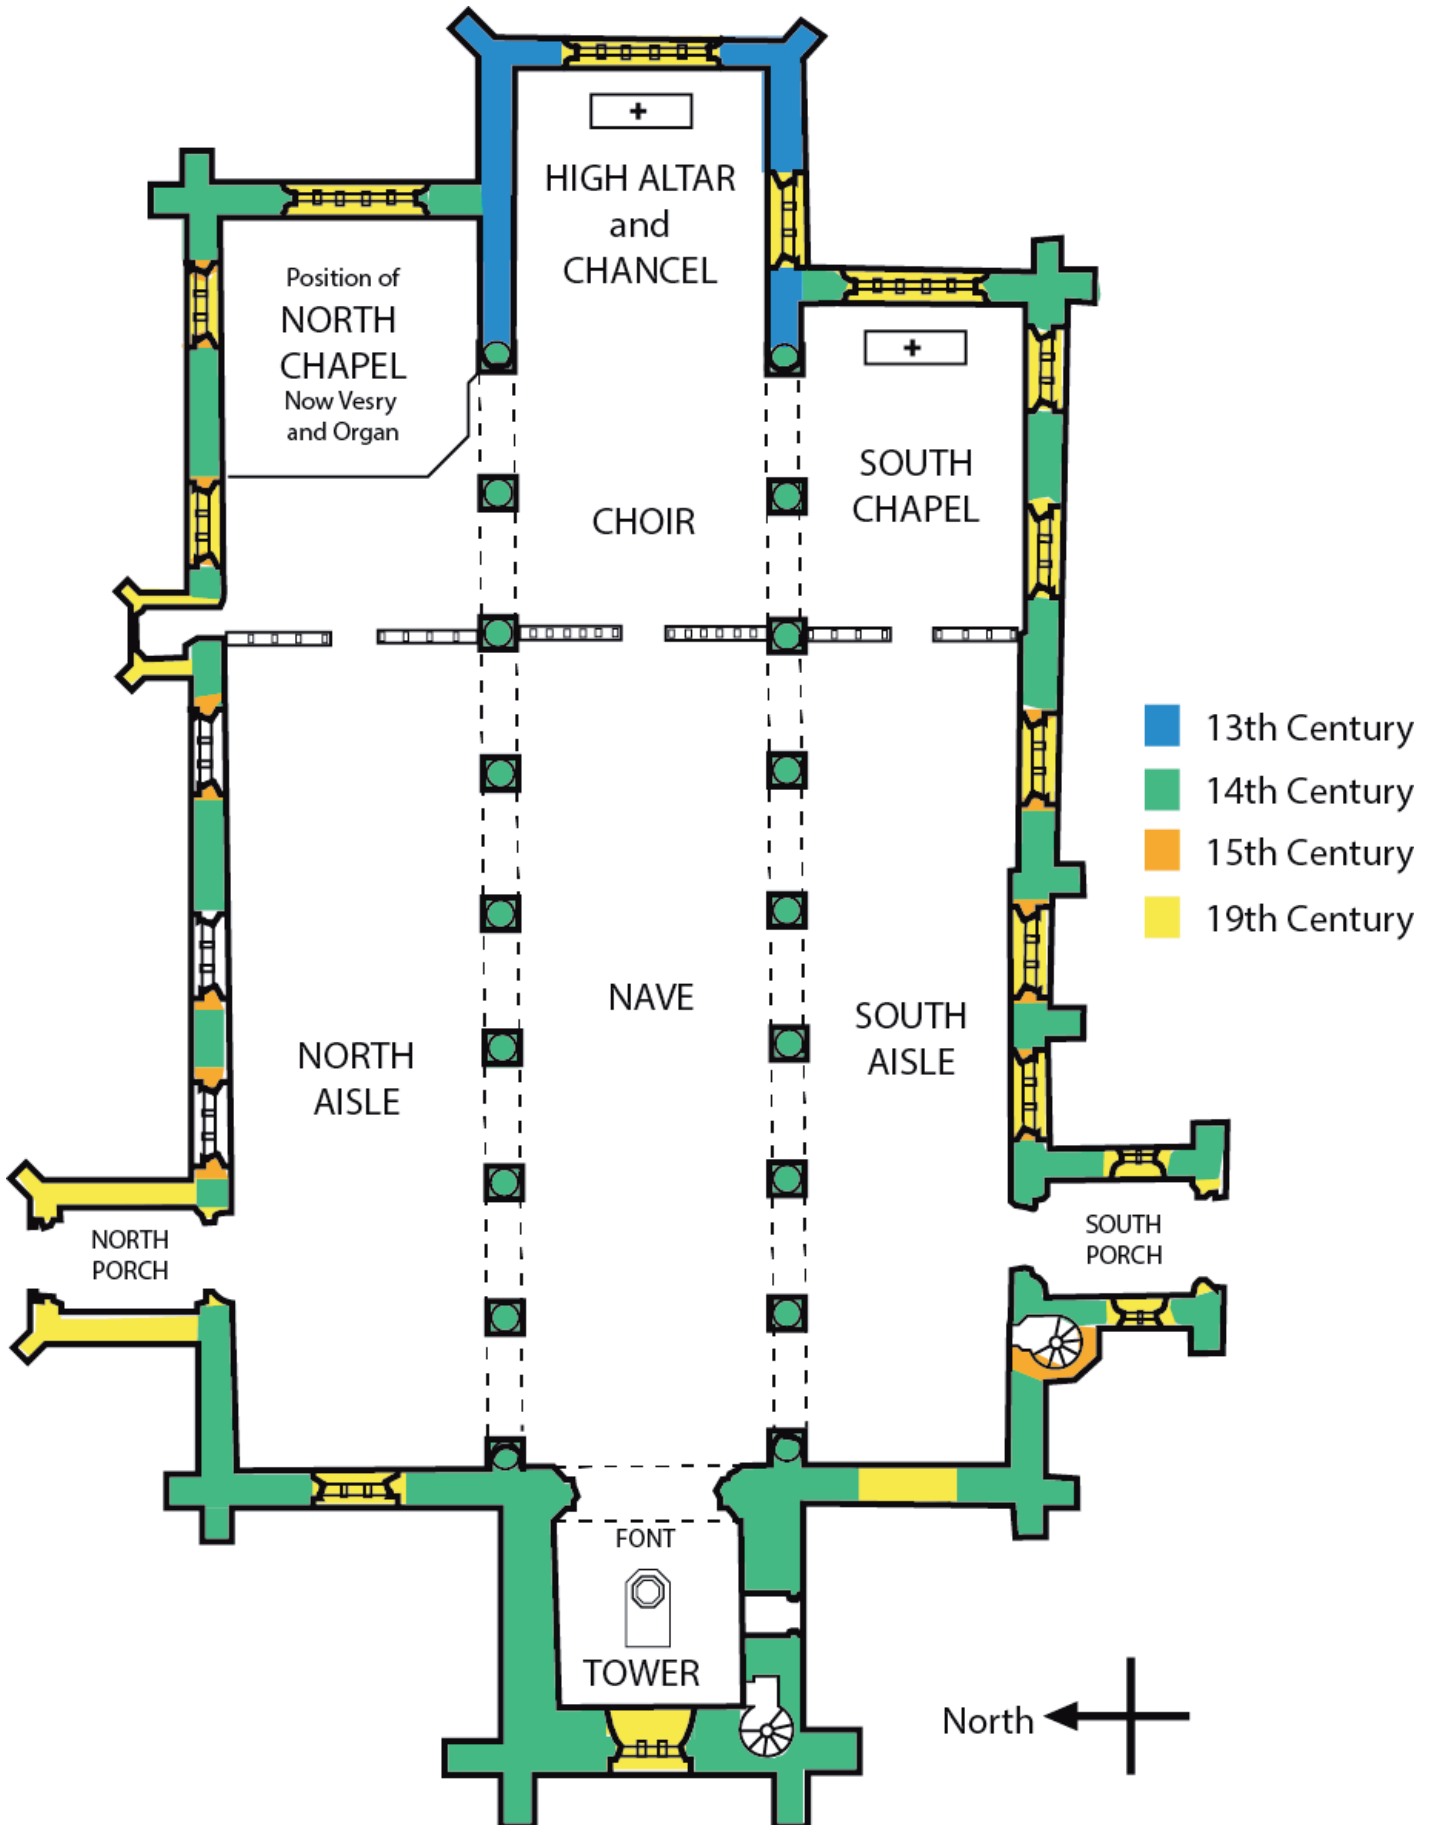 HIGH ALTAR
and
CHANCEL
Position of
NORTH
CHAPEL
Now Vesry
and Organ
SOUTH
CHAPEL
CHOIR
13th Century
14th Century
15th Century
19th Century
NAVE
SOUTH
AISLE
NORTH
AISLE
NORTH
PORCH
SOUTH
PORCH
FONT
TOWER
North